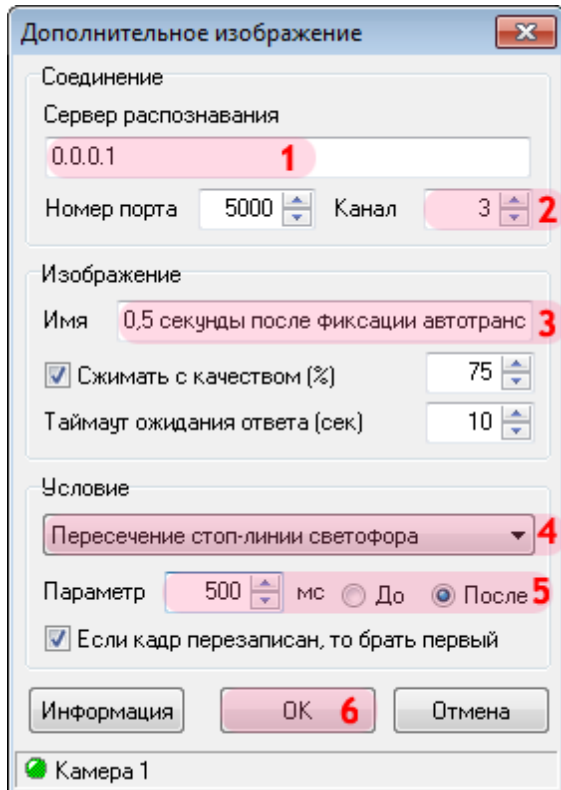 Дополнительное изображение
Соединение
Сервер распознавания
0.0.0.1 1
Номер порта 5000 Канал 3 2
Изображение
Имя 0,5 секунды после фиксации автотранс 3
Сжимать с качеством (%) 75
Таймаут ожидания ответа (сек) 10
Условие
Пересечение стоп-линии светофора 4
Параметр 500 мс До После 5
Если кадр перезаписан, то брать первый
Информация ОК 6 Отмена
Камера 1